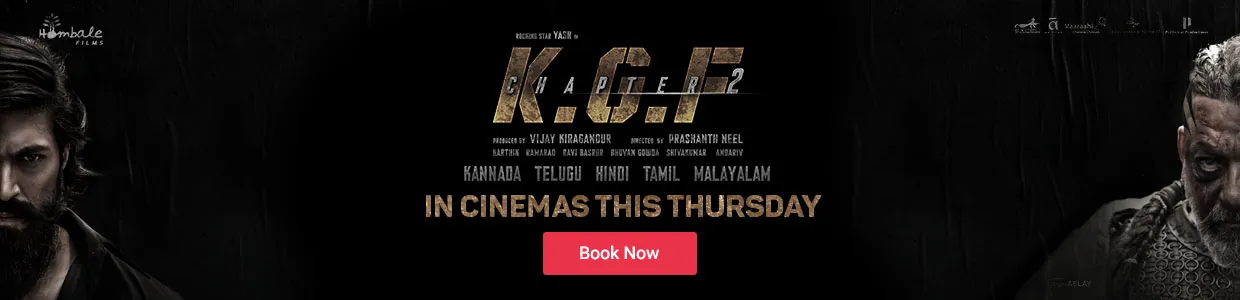 Hombale
FILMS
ROCKING STAR YASH IN
K.G.F
CHAPTER 2
PRODUCED BY VIJAY KIRAGANDUR DIRECTED BY PRASHANTH NEEL
KARTHIK RAMARAO RAVI BASRUR BHUVAN GOWDA SHIVAKUMAR ANBARIV
KANNADA TELUGU HINDI TAMIL MALAYALAM
IN CINEMAS THIS THURSDAY
Book Now